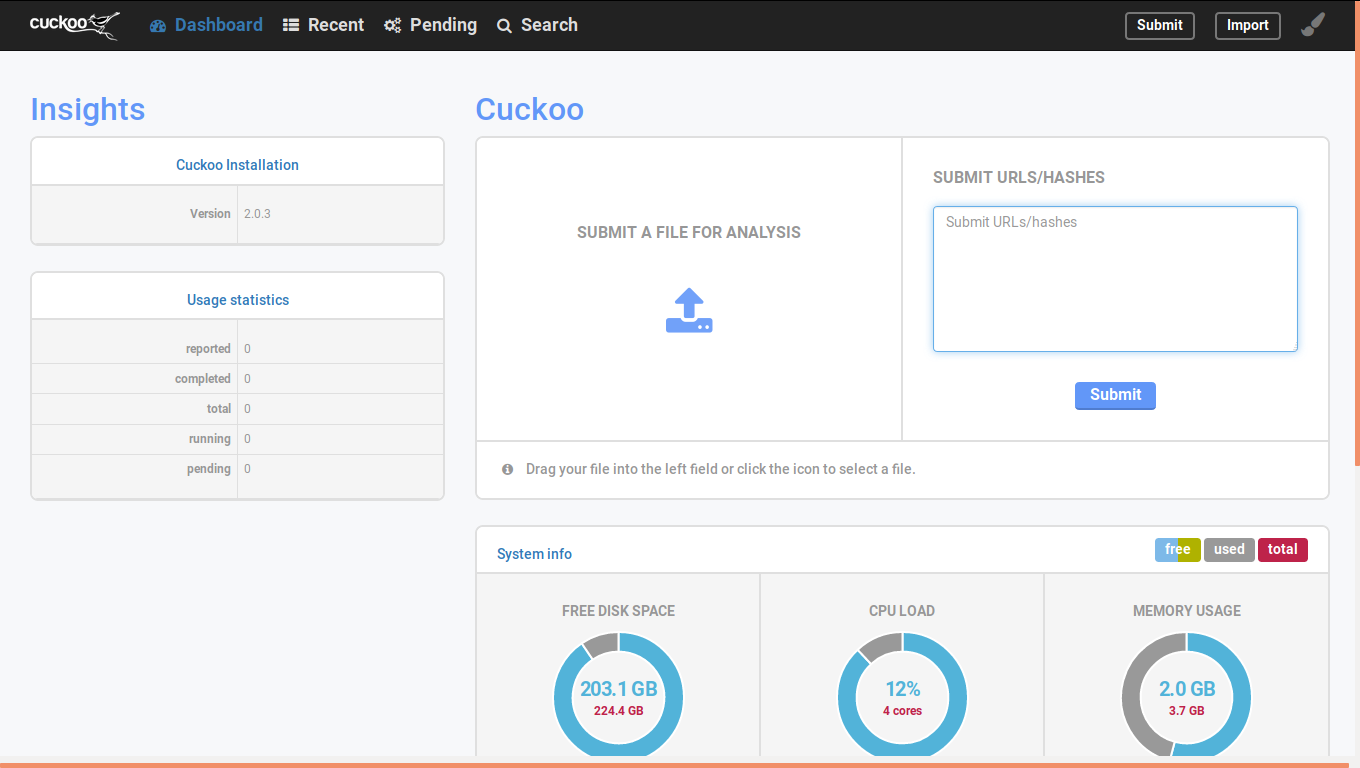 cuckoo Dashboard Recent Pending Search Submit Import
Insights
Cuckoo Installation
Version 2.0.3
Usage statistics
reported 0
completed 0
total 0
running 0
pending 0
Cuckoo
SUBMIT A FILE FOR ANALYSIS
SUBMIT URLS/HASHES
Submit URLs/hashes
Submit
Drag your file into the left field or click the icon to select a file.
System info free used total
FREE DISK SPACE
203.1 GB
224.4 GB
CPU LOAD
12%
4 cores
MEMORY USAGE
2.0 GB
3.7 GB